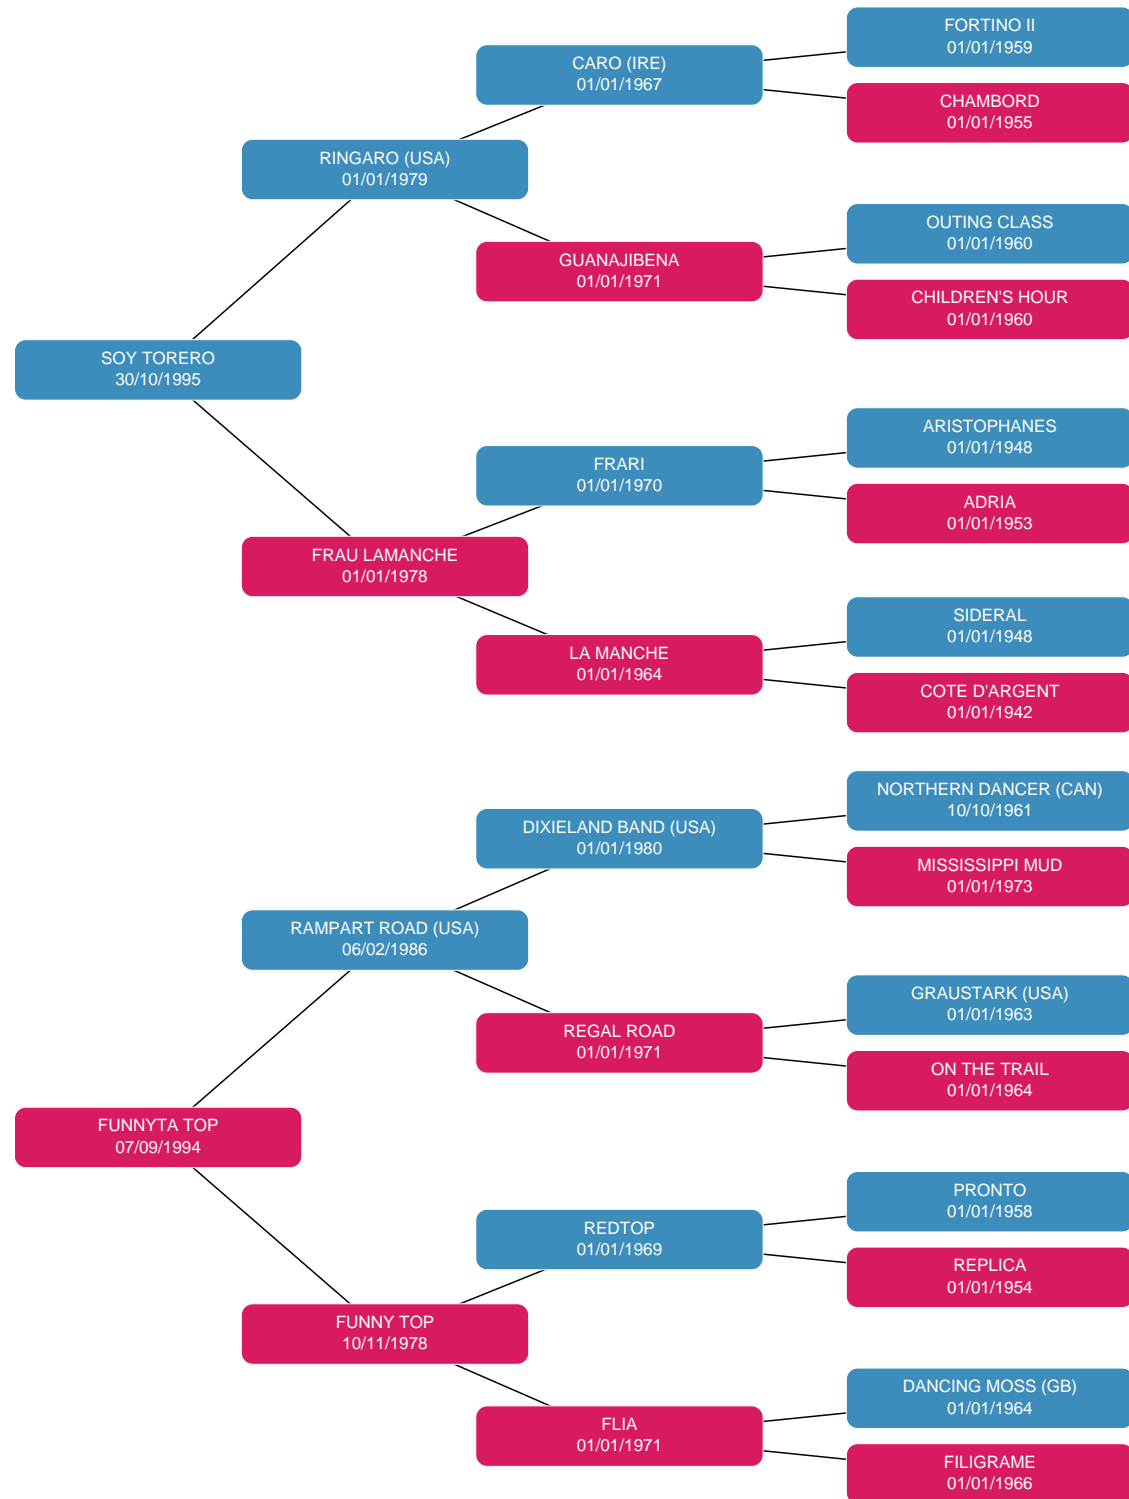 FORTINO II
01/01/1959
CARO (IRE)
01/01/1967
CHAMBORD
01/01/1955
RINGARO (USA)
01/01/1979
OUTING CLASS
01/01/1960
GUANAJIBENA
01/01/1971
CHILDREN'S HOUR
01/01/1960
SOY TORERO
30/10/1995
ARISTOPHANES
01/01/1948
FRARI
01/01/1970
ADRIA
01/01/1953
FRAU LAMANCHE
01/01/1978
SIDERAL
01/01/1948
LA MANCHE
01/01/1964
COTE D'ARGENT
01/01/1942
NORTHERN DANCER (CAN)
10/10/1961
DIXIELAND BAND (USA)
01/01/1980
MISSISSIPPI MUD
01/01/1973
RAMPART ROAD (USA)
06/02/1986
GRAUSTARK (USA)
01/01/1963
REGAL ROAD
01/01/1971
ON THE TRAIL
01/01/1964
FUNNYTA TOP
07/09/1994
PRONTO
01/01/1958
REDTOP
01/01/1969
REPLICA
01/01/1954
FUNNY TOP
10/11/1978
DANCING MOSS (GB)
01/01/1964
FLIA
01/01/1971
FILIGRAME
01/01/1966